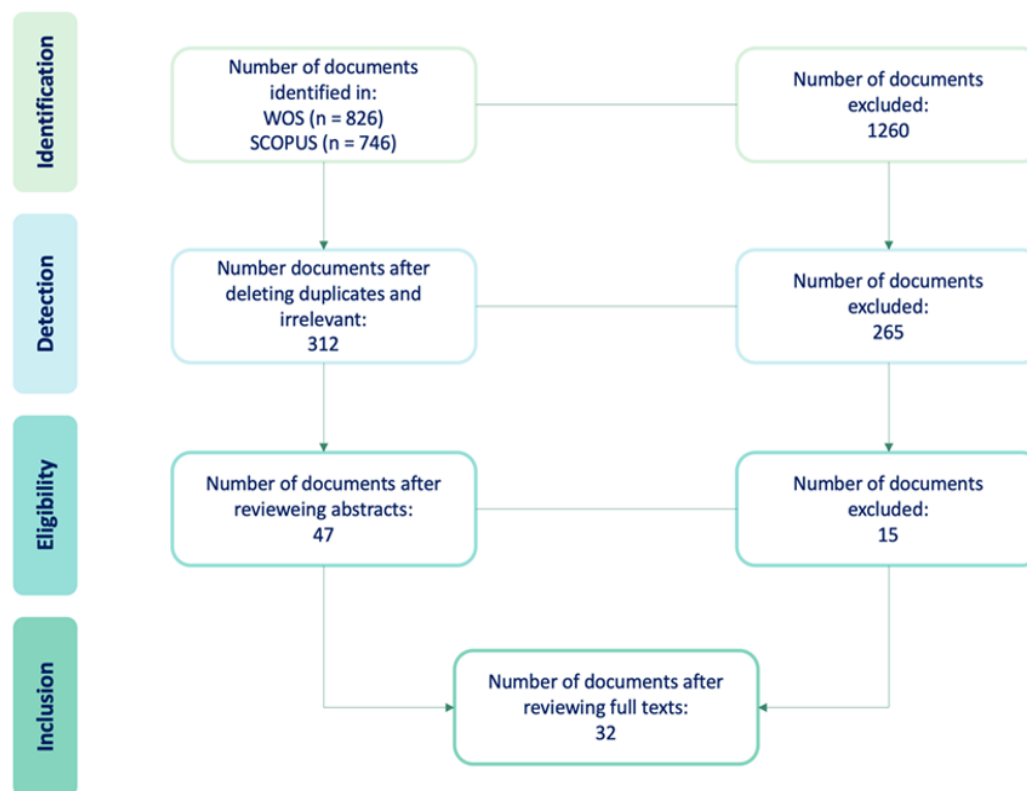 Identification
Number of documents
identified in:
WOS (n = 826)
SCOPUS (n = 746)
Number of documents
excluded:
1260
Detection
Number documents after
deleting duplicates and
irrelevant:
312
Number of documents
excluded:
265
Eligibility
Number of documents after
revieweing abstracts:
47
Number of documents
excluded:
15
Inclusion
Number of documents after
reviewing full texts:
32